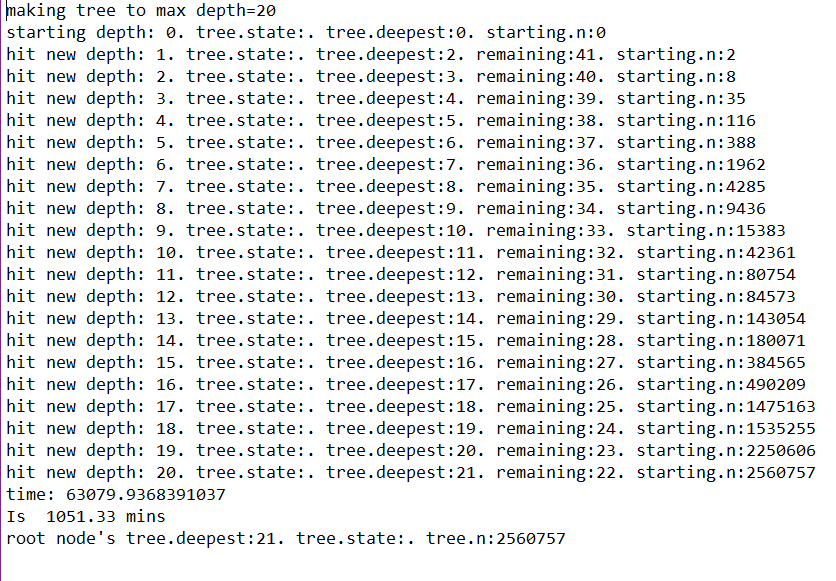 making tree to max depth=20
starting depth: 0. tree.state:. tree.deepest:0. starting.n:0
hit new depth: 1. tree.state:. tree.deepest:2. remaining:41. starting.n:2
hit new depth: 2. tree.state:. tree.deepest:3. remaining:40. starting.n:8
hit new depth: 3. tree.state:. tree.deepest:4. remaining:39. starting.n:35
hit new depth: 4. tree.state:. tree.deepest:5. remaining:38. starting.n:116
hit new depth: 5. tree.state:. tree.deepest:6. remaining:37. starting.n:388
hit new depth: 6. tree.state:. tree.deepest:7. remaining:36. starting.n:1962
hit new depth: 7. tree.state:. tree.deepest:8. remaining:35. starting.n:4285
hit new depth: 8. tree.state:. tree.deepest:9. remaining:34. starting.n:9436
hit new depth: 9. tree.state:. tree.deepest:10. remaining:33. starting.n:15383
hit new depth: 10. tree.state:. tree.deepest:11. remaining:32. starting.n:42361
hit new depth: 11. tree.state:. tree.deepest:12. remaining:31. starting.n:80754
hit new depth: 12. tree.state:. tree.deepest:13. remaining:30. starting.n:84573
hit new depth: 13. tree.state:. tree.deepest:14. remaining:29. starting.n:143054
hit new depth: 14. tree.state:. tree.deepest:15. remaining:28. starting.n:180071
hit new depth: 15. tree.state:. tree.deepest:16. remaining:27. starting.n:384565
hit new depth: 16. tree.state:. tree.deepest:17. remaining:26. starting.n:490209
hit new depth: 17. tree.state:. tree.deepest:18. remaining:25. starting.n:1475163
hit new depth: 18. tree.state:. tree.deepest:19. remaining:24. starting.n:1535255
hit new depth: 19. tree.state:. tree.deepest:20. remaining:23. starting.n:2250606
hit new depth: 20. tree.state:. tree.deepest:21. remaining:22. starting.n:2560757
time: 63079.9368391037
Is  1051.33 mins
root node's tree.deepest:21. tree.state:. tree.n:2560757